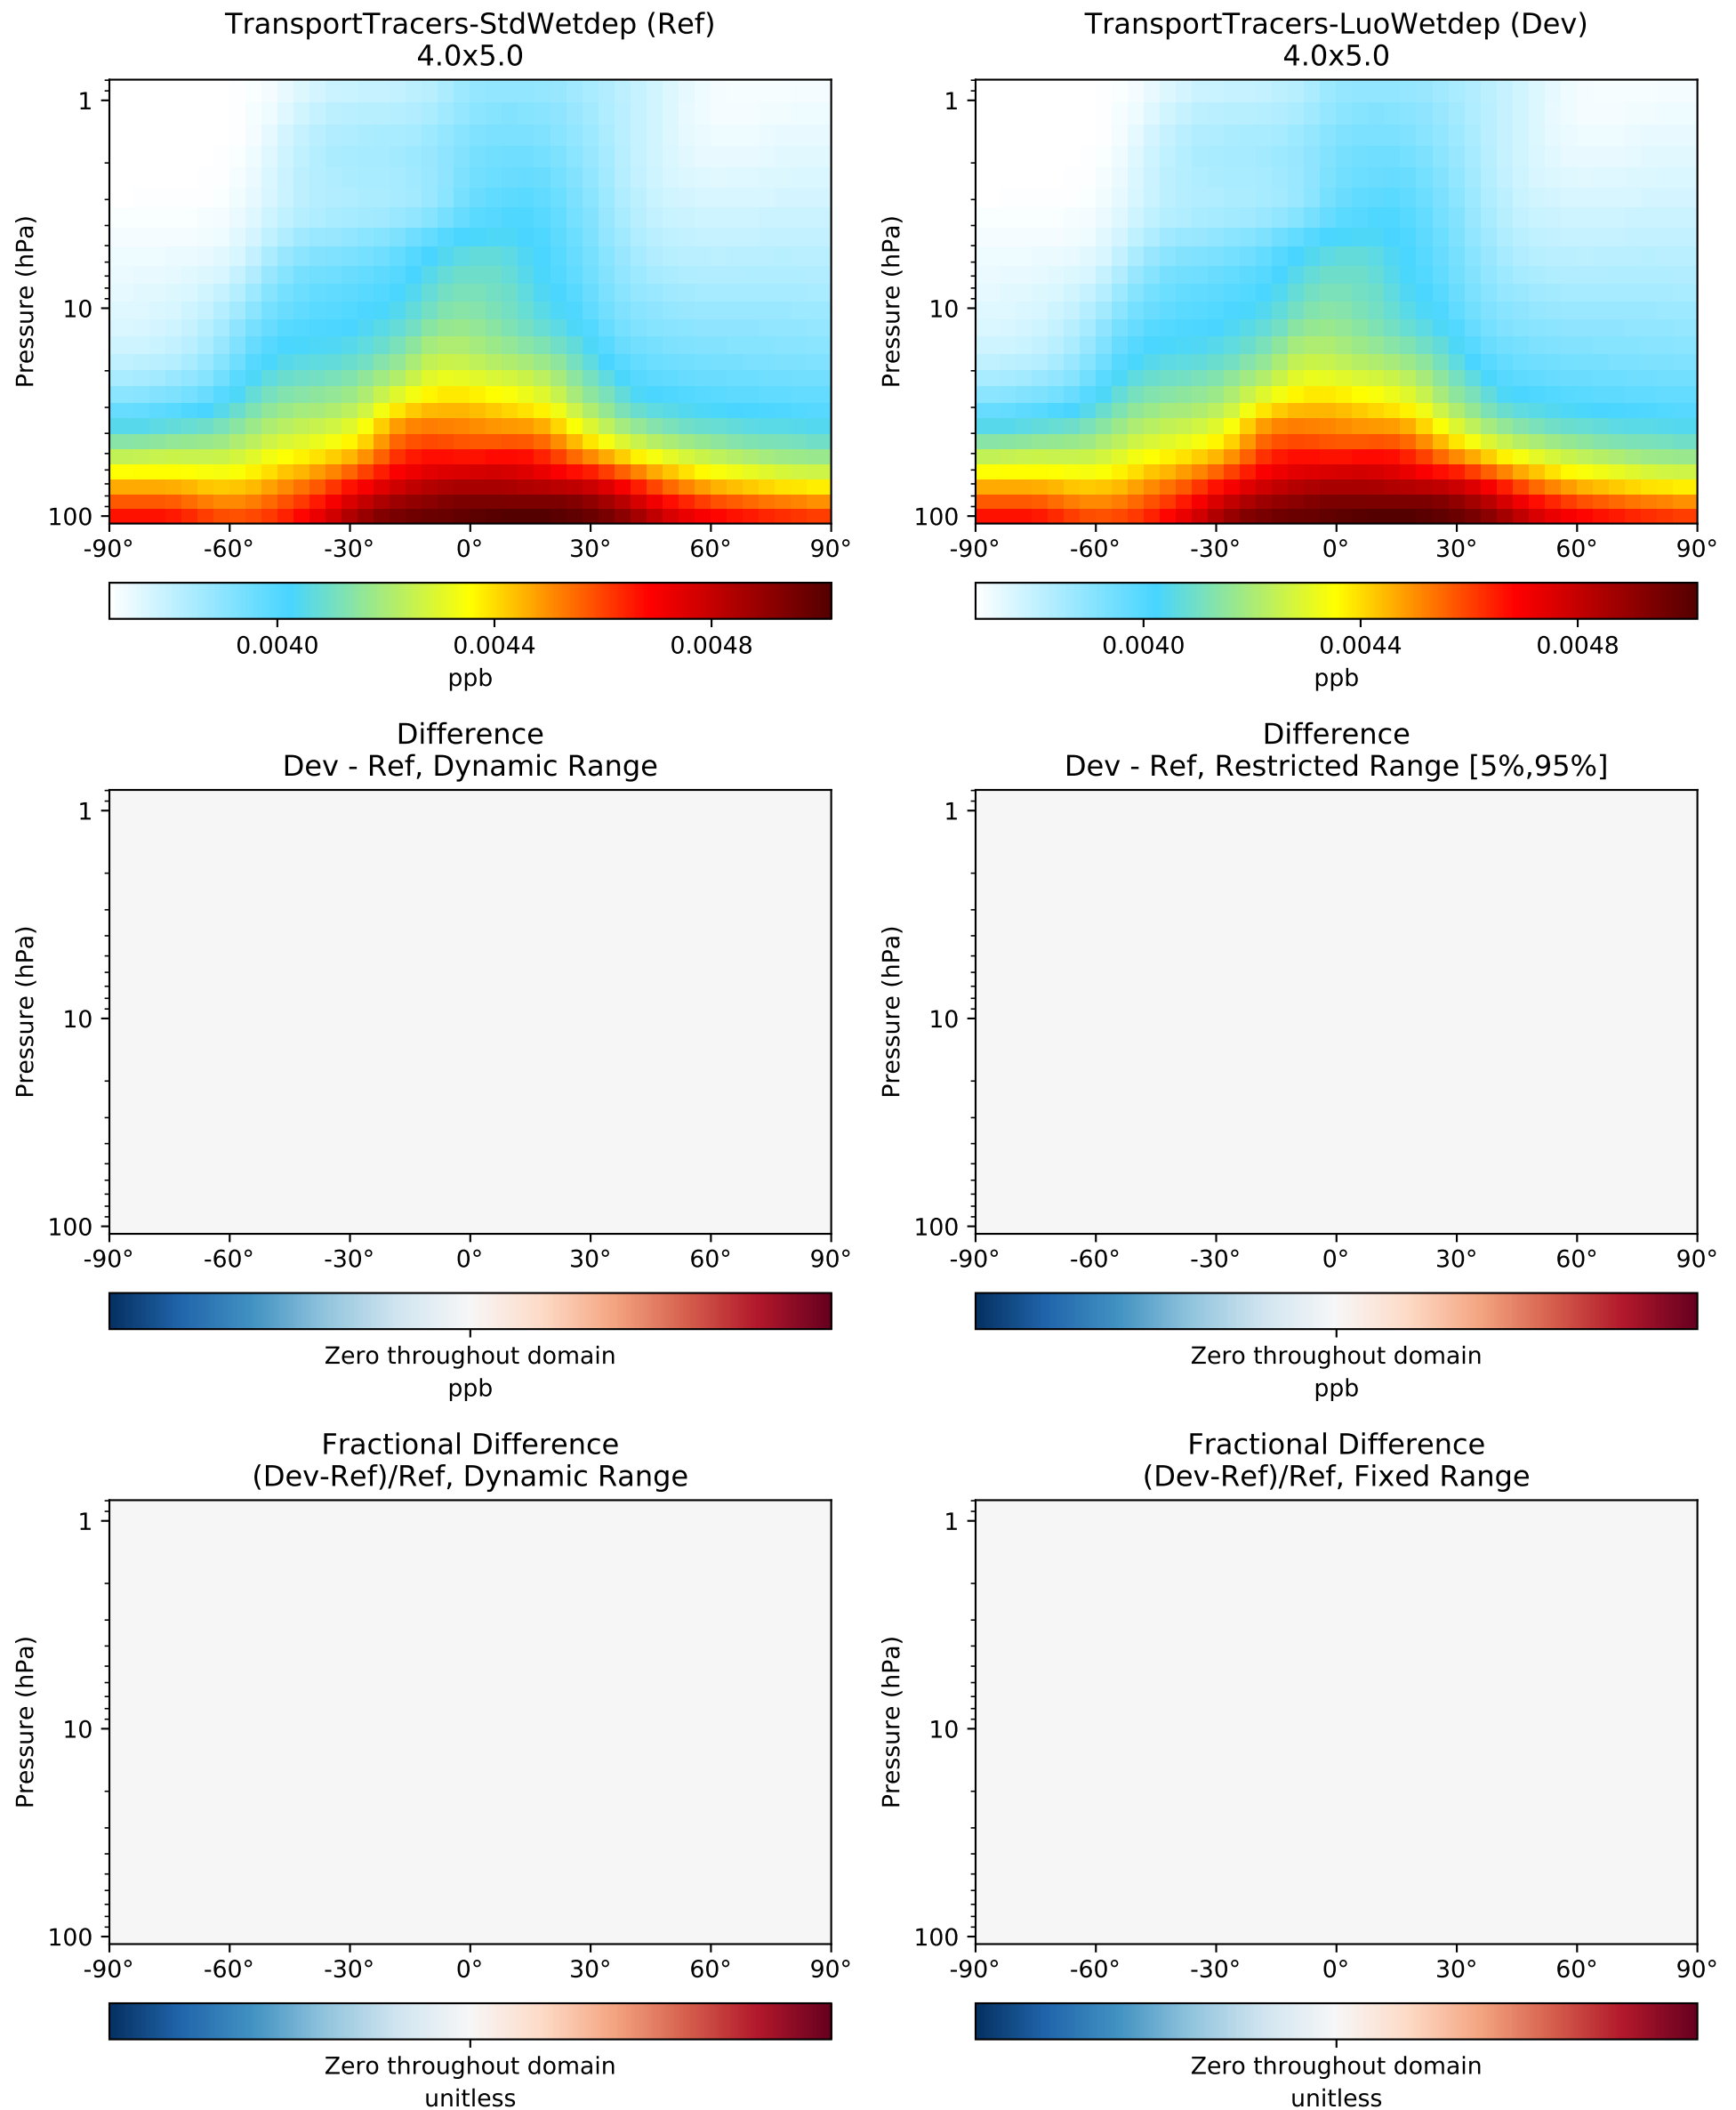 TransportTracers-StdWetdep (Ref)
4.0x5.0
1
10
100
Pressure (hPa)
-90° -60° -30° 0° 30° 60° 90°
0.0040 0.0044 0.0048
ppb
TransportTracers-LuoWetdep (Dev)
4.0x5.0
1
10
100
Pressure (hPa)
-90° -60° -30° 0° 30° 60° 90°
0.0040 0.0044 0.0048
ppb
Difference
Dev - Ref, Dynamic Range
1
10
100
Pressure (hPa)
-90° -60° -30° 0° 30° 60° 90°
Zero throughout domain
ppb
Difference
Dev - Ref, Restricted Range [5%,95%]
1
10
100
Pressure (hPa)
-90° -60° -30° 0° 30° 60° 90°
Zero throughout domain
ppb
Fractional Difference
(Dev-Ref)/Ref, Dynamic Range
1
10
100
Pressure (hPa)
-90° -60° -30° 0° 30° 60° 90°
Zero throughout domain
unitless
Fractional Difference
(Dev-Ref)/Ref, Fixed Range
1
10
100
Pressure (hPa)
-90° -60° -30° 0° 30° 60° 90°
Zero throughout domain
unitless